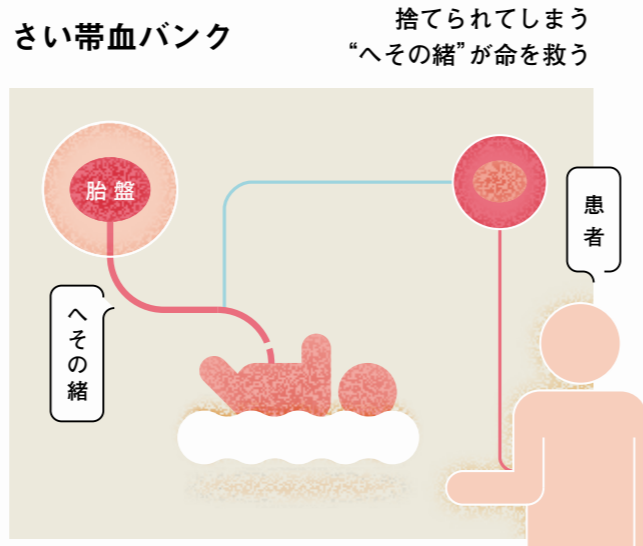 さい帯血バンク
捨てられてしまう
“へその緒”が命を救う
胎盤
患者
へその緒